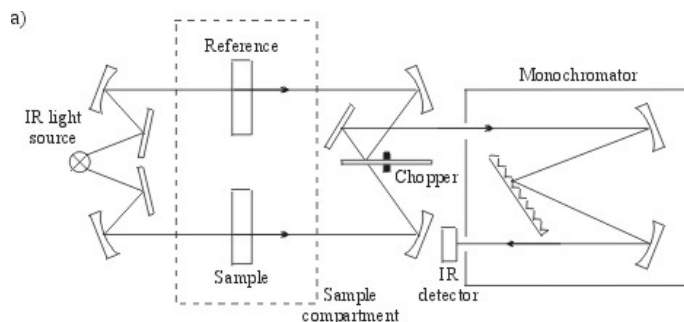 a)
Reference
Monochromator
IR light
source
Chopper
Sample
IR
detector
Sample
compartment